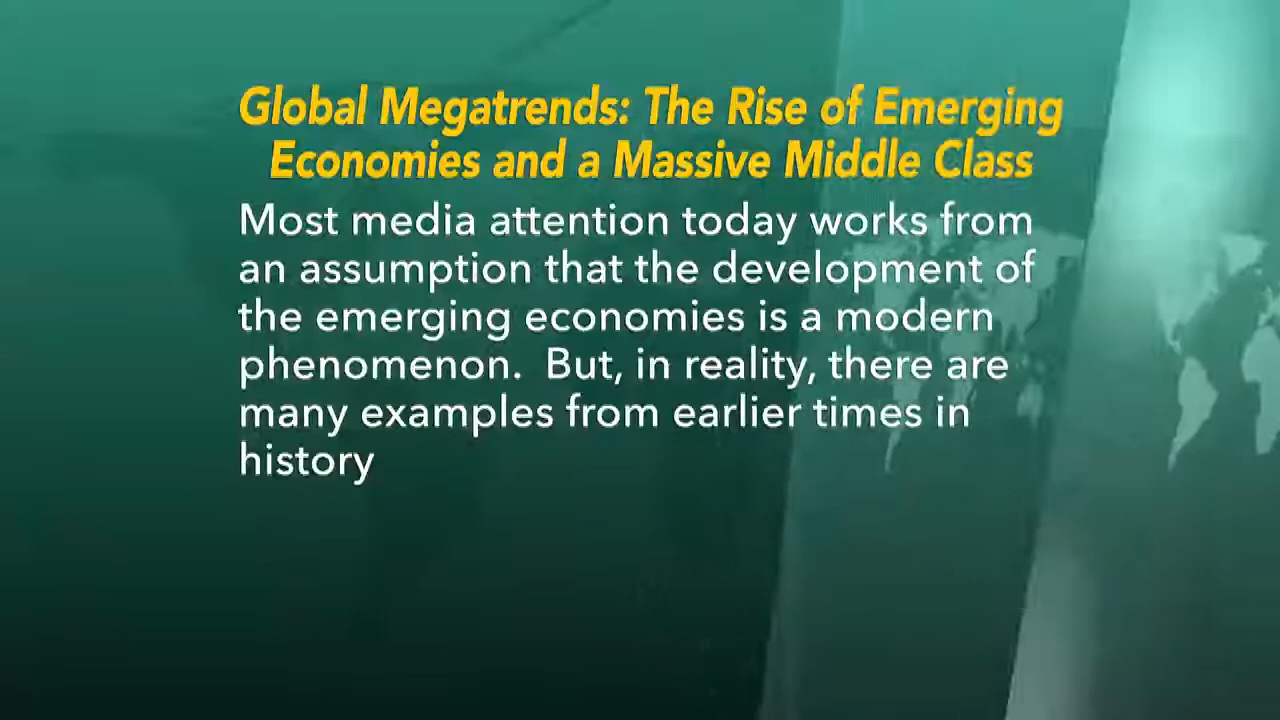 Global Megatrends: The Rise of Emerging
Economies and a Massive Middle Class
Most media attention today works from
an assumption that the development of
the emerging economies is a modern
phenomenon.  But, in reality, there are
many examples from earlier times in
history